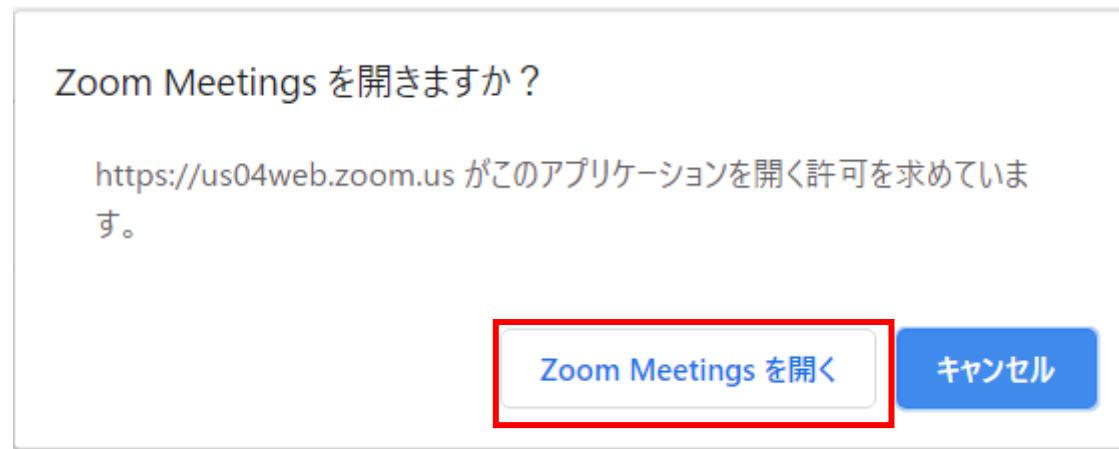 Zoom Meetings を開きますか？
https://us04web.zoom.us がこのアプリケーションを開く許可を求めていま
す。
Zoom Meetings を開く
キャンセル